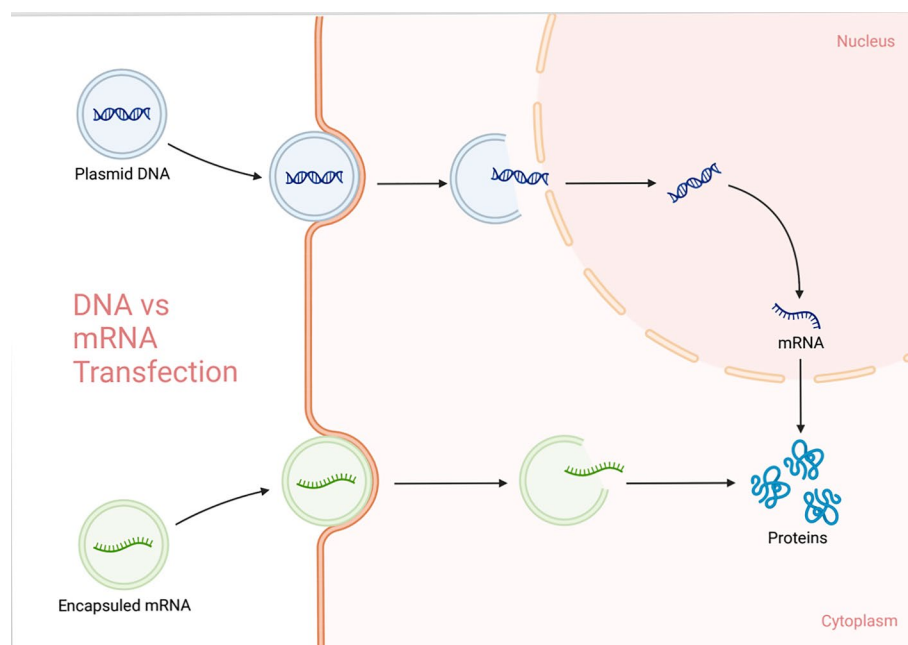 Nucleus
Plasmid DNA
DNA vs
mRNA
Transfection
mRNA
Proteins
Encapsuled mRNA
Cytoplasm